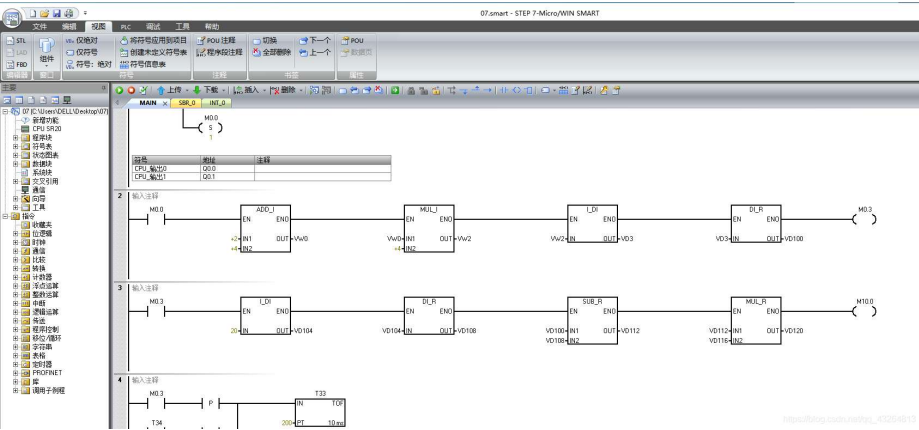 07.smart - STEP 7-Micro/WIN SMART
文件 编辑 视图 PLC 调试 工具 帮助
STL
LAD
FBD
编辑器
组件
窗口
仅绝对
仅符号
符号: 绝对
将符号应用到项目
创建未定义符号表
符号信息表
符号
POU 注释
程序段注释
注释
切换 下一个
全部删除 上一个
书签
POU
数据页
属性
主要
上传 下载 插入 删除
MAIN SBR_0 INT_0
07 (C:\Users\DELL\Desktop\07)
新增功能
CPU SR20
程序块
符号表
状态图表
数据块
系统块
交叉引用
通信
向导
工具
指令
收藏夹
位逻辑
时钟
通信
比较
转换
计数器
浮点运算
整数运算
中断
逻辑运算
传送
程序控制
移位/循环
字符串
表格
定时器
PROFINET
库
调用子例程
M0.0
S
1
符号 地址 注释
CPU_输出0 Q0.0
CPU_输出1 Q0.1
2 输入注释
M0.0 ADD_I MUL_I I_DI DI_R M0.3
EN ENO EN ENO EN ENO EN ENO
+2 IN1 OUT VW0 VW0 IN1 OUT VW2 VW2 IN OUT VD3 VD3 IN OUT VD100
+4 IN2 +4 IN2
3 输入注释
M0.3 I_DI DI_R SUB_R MUL_R M10.0
EN ENO EN ENO EN ENO EN ENO
20 IN OUT VD104 VD104 IN OUT VD108 VD100 IN1 OUT VD112 VD112 IN1 OUT VD120
VD108 IN2 VD116 IN2
4 输入注释
M0.3 T33
P IN TOF
T34 200 PT 10 ms